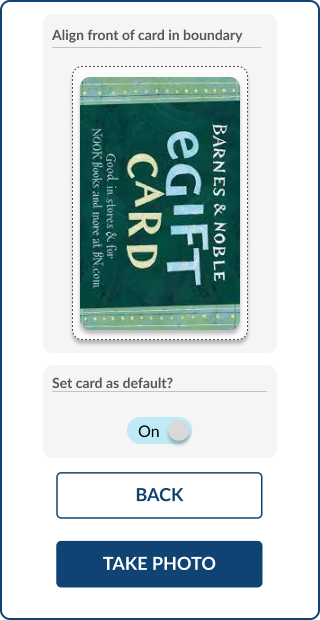 Align front of card in boundary
BARNES & NOBLE
eGIFT
CARD
Good in stores & for
NOOK Books and more at BN.com.
Set card as default?
On
BACK
TAKE PHOTO